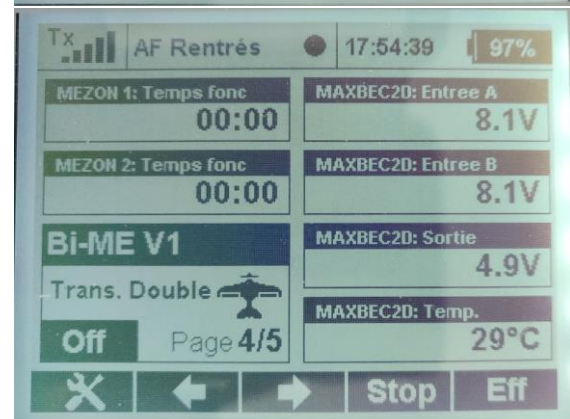 Tx AF Rentrés 17:54:39 97%
MEZON 1: Temps fonc
00:00
MEZON 2: Temps fonc
00:00
Bi-ME V1
Trans. Double
Off Page 4/5
MAXBEC2D: Entree A
8.1V
MAXBEC2D: Entree B
8.1V
MAXBEC2D: Sortie
4.9V
MAXBEC2D: Temp.
29°C
Stop Eff